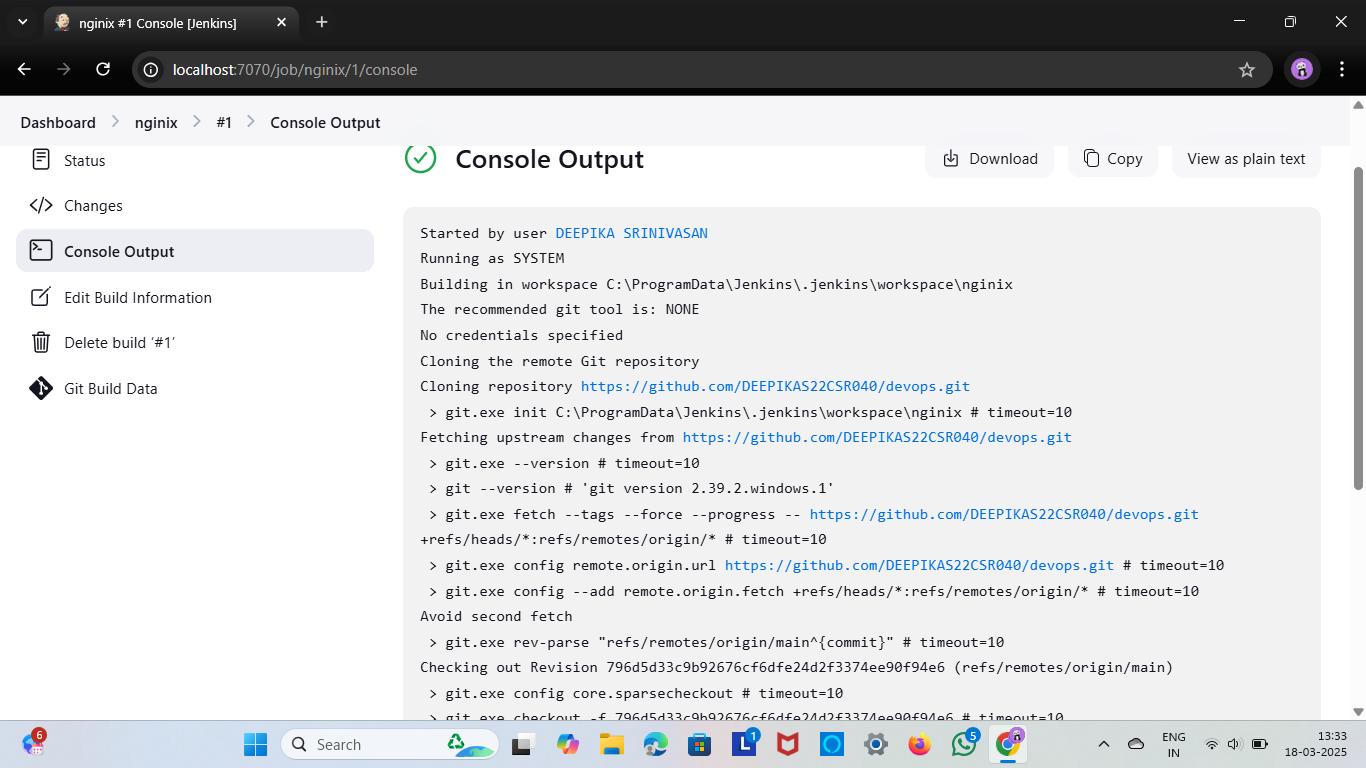 nginix #1 Console [Jenkins]
localhost:7070/job/nginix/1/console
Dashboard > nginix > #1 > Console Output
Status
Changes
Console Output
Edit Build Information
Delete build ‘#1’
Git Build Data
Console Output
Download
Copy
View as plain text
Started by user DEEPIKA SRINIVASAN
Running as SYSTEM
Building in workspace C:\ProgramData\Jenkins\.jenkins\workspace\nginix
The recommended git tool is: NONE
No credentials specified
Cloning the remote Git repository
Cloning repository https://github.com/DEEPIKAS22CSR040/devops.git
 > git.exe init C:\ProgramData\Jenkins\.jenkins\workspace\nginix # timeout=10
Fetching upstream changes from https://github.com/DEEPIKAS22CSR040/devops.git
 > git.exe --version # timeout=10
 > git --version # 'git version 2.39.2.windows.1'
 > git.exe fetch --tags --force --progress -- https://github.com/DEEPIKAS22CSR040/devops.git
+refs/heads/*:refs/remotes/origin/* # timeout=10
 > git.exe config remote.origin.url https://github.com/DEEPIKAS22CSR040/devops.git # timeout=10
 > git.exe config --add remote.origin.fetch +refs/heads/*:refs/remotes/origin/* # timeout=10
Avoid second fetch
 > git.exe rev-parse "refs/remotes/origin/main^{commit}" # timeout=10
Checking out Revision 796d5d33c9b92676cf6dfe24d2f3374ee90f94e6 (refs/remotes/origin/main)
 > git.exe config core.sparsecheckout # timeout=10
 > git.exe checkout -f 796d5d33c9b92676cf6dfe24d2f3374ee90f94e6 # timeout=10
6
Search
L
1
5
ENG
IN
13:33
18-03-2025